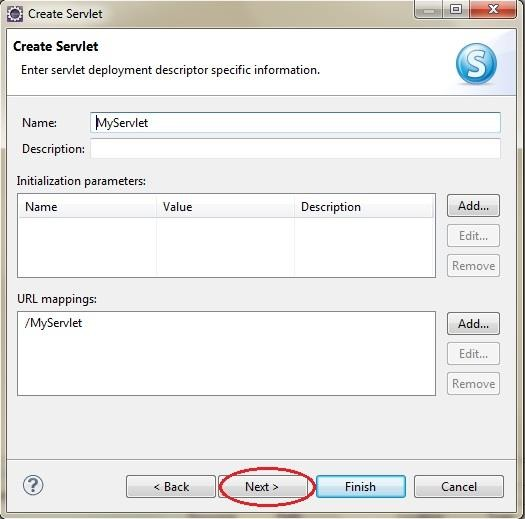 Create Servlet
Create Servlet
Enter servlet deployment descriptor specific information.
S
Name: MyServlet
Description:
Initialization parameters:
Name Value Description
Add...
Edit...
Remove
URL mappings:
/MyServlet
Add...
Edit...
Remove
? < Back Next > Finish Cancel